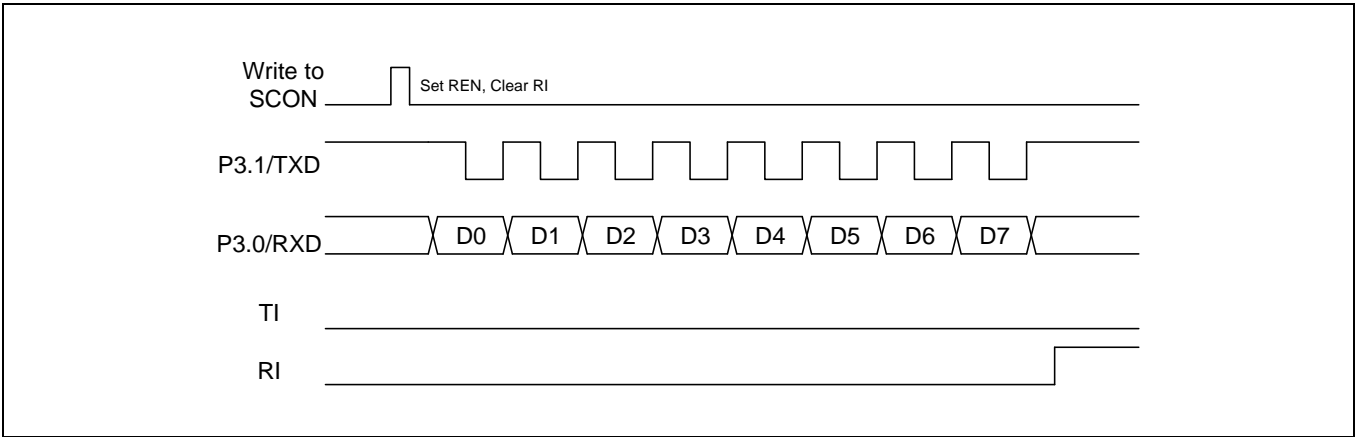 Write to
SCON
Set REN, Clear RI
P3.1/TXD
P3.0/RXD
D0 D1 D2 D3 D4 D5 D6 D7
TI
RI